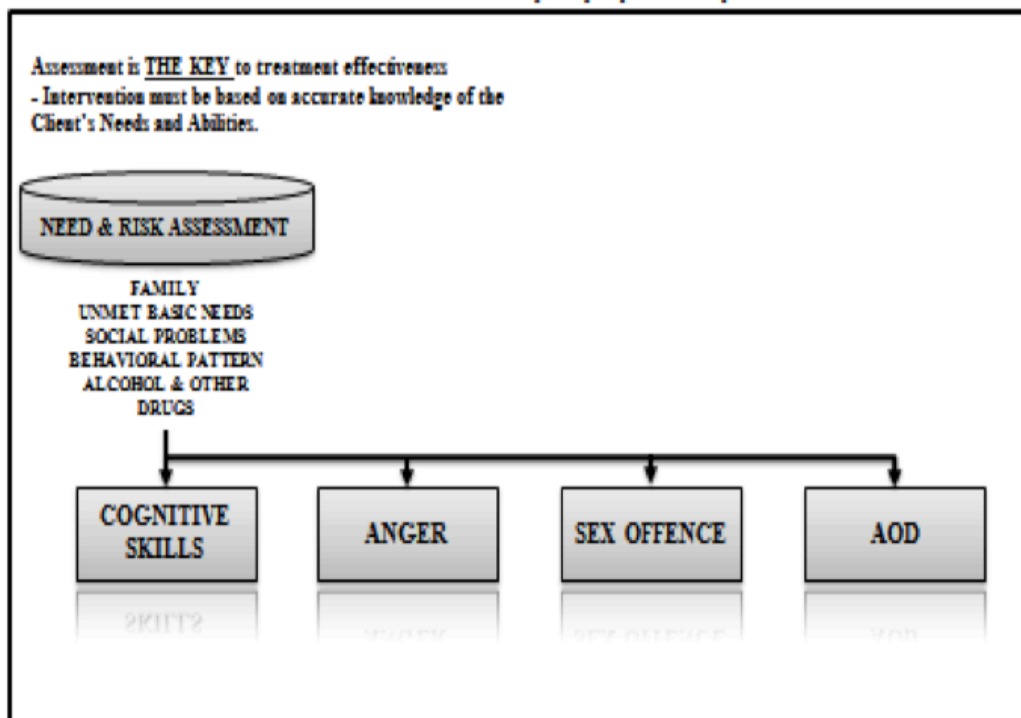 Assessment is THE KEY to treatment effectiveness
- Intervention must be based on accurate knowledge of the
Client's Needs and Abilities.
NEED & RISK ASSESSMENT
FAMILY
UNMET BASIC NEEDS
SOCIAL PROBLEMS
BEHAVIORAL PATTERN
ALCOHOL & OTHER
DRUGS
COGNITIVE
SKILLS
ANGER
SEX OFFENCE
AOD